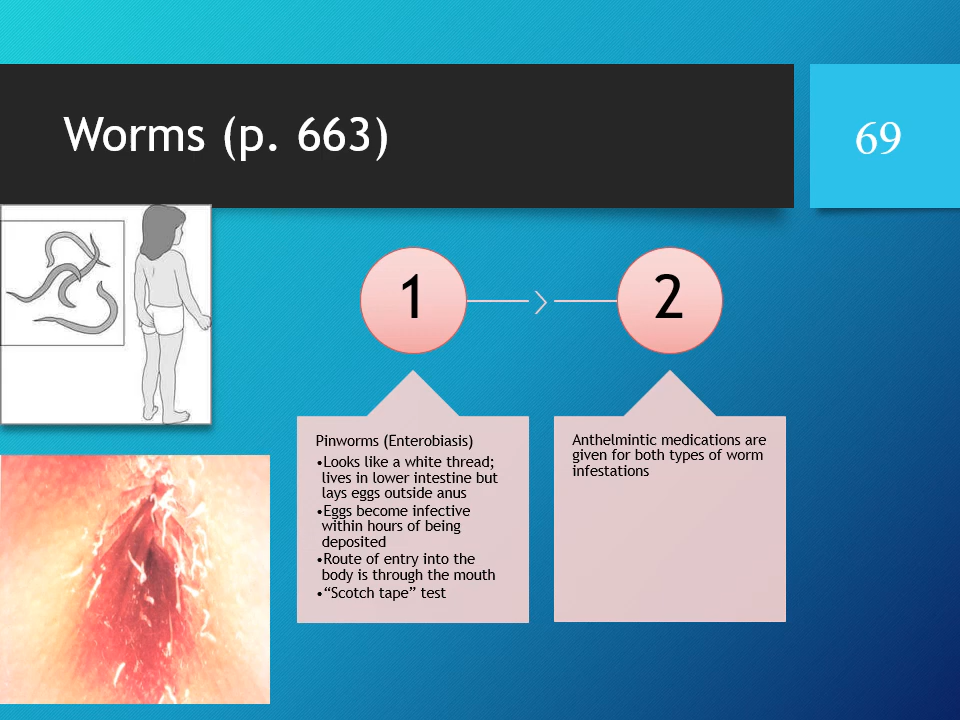 Worms (p. 663)
69
1
2
Pinworms (Enterobiasis)
•Looks like a white thread;
lives in lower intestine but
lays eggs outside anus
•Eggs become infective
within hours of being
deposited
•Route of entry into the
body is through the mouth
•“Scotch tape” test
Anthelmintic medications are
given for both types of worm
infestations